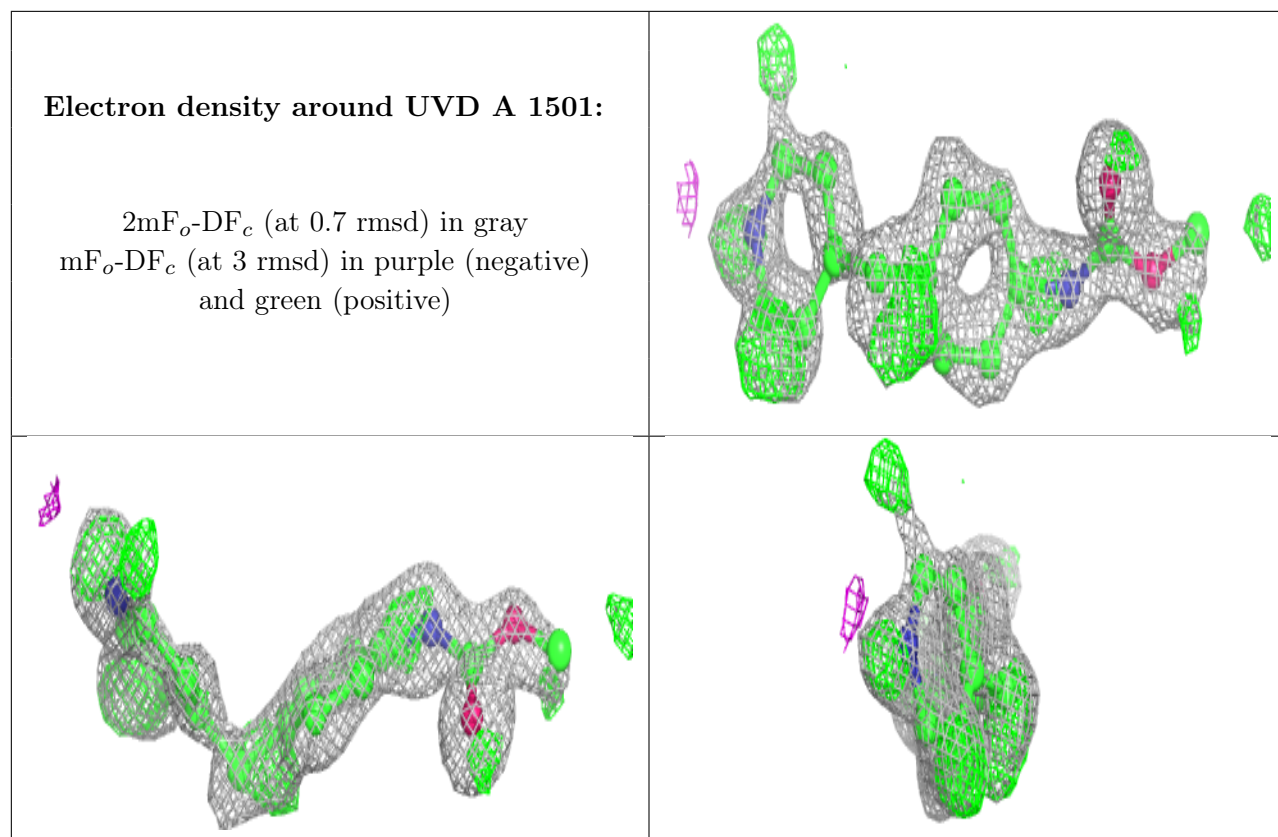 Electron density around UVD A 1501:
2mFₒ-DF𝒸 (at 0.7 rmsd) in gray
mFₒ-DF𝒸 (at 3 rmsd) in purple (negative)
and green (positive)